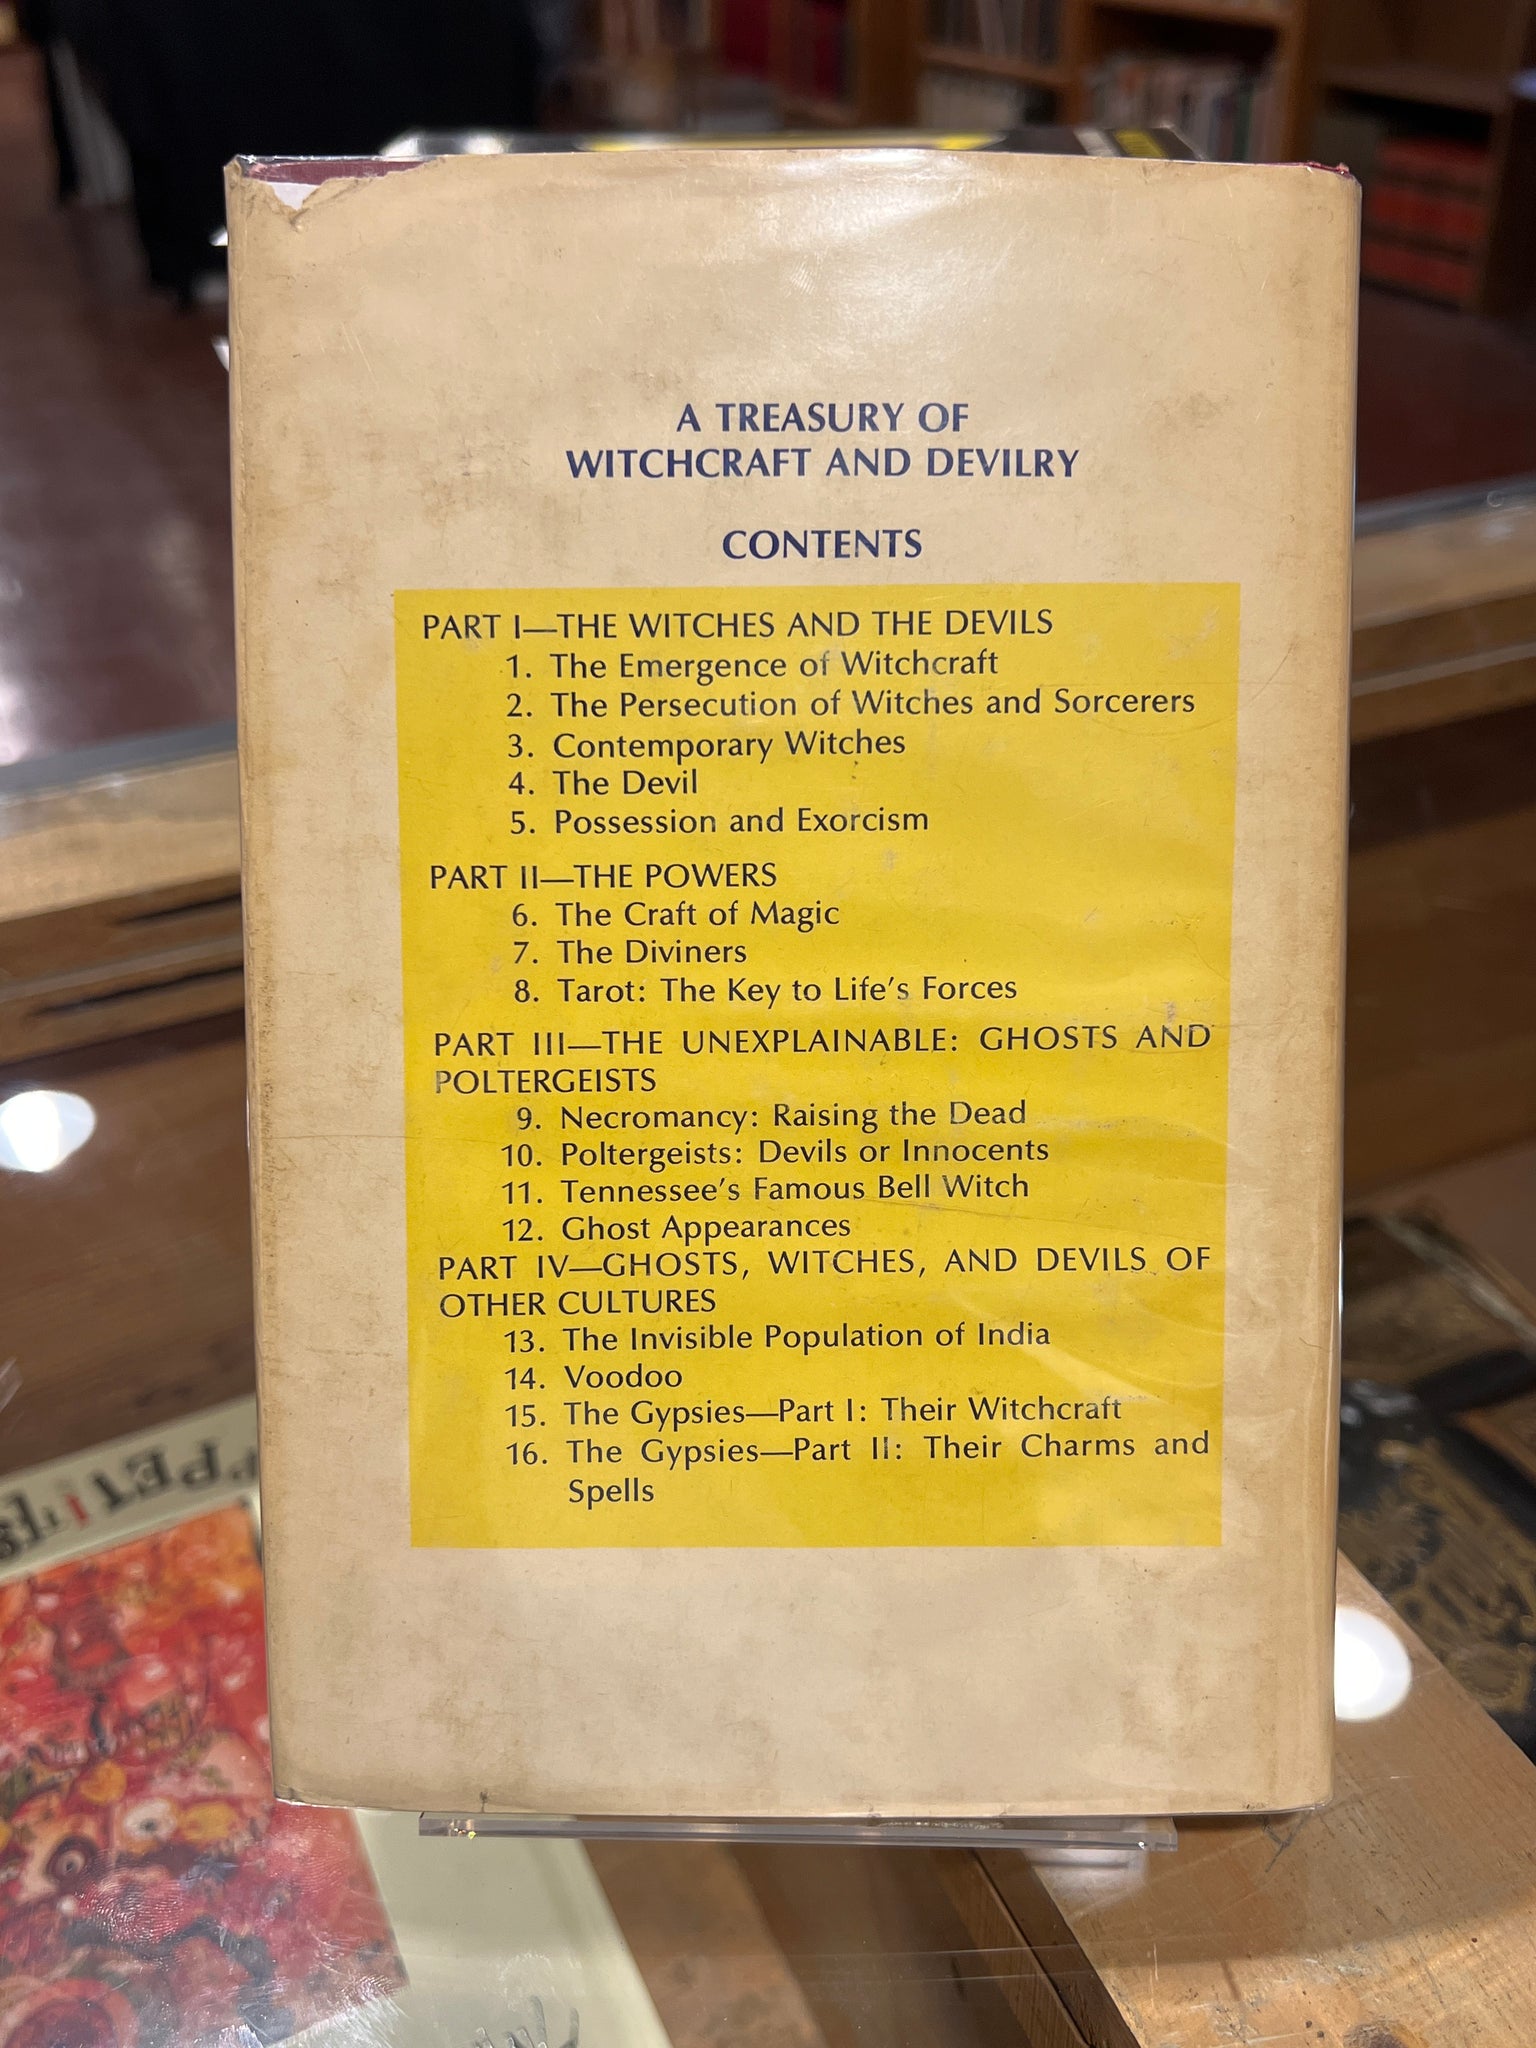 A TREASURY OF
WITCHCRAFT AND DEVILRY
CONTENTS
PART I—THE WITCHES AND THE DEVILS
1. The Emergence of Witchcraft
2. The Persecution of Witches and Sorcerers
3. Contemporary Witches
4. The Devil
5. Possession and Exorcism
PART II—THE POWERS
6. The Craft of Magic
7. The Diviners
8. Tarot: The Key to Life's Forces
PART III—THE UNEXPLAINABLE: GHOSTS AND
POLTERGEISTS
9. Necromancy: Raising the Dead
10. Poltergeists: Devils or Innocents
11. Tennessee's Famous Bell Witch
12. Ghost Appearances
PART IV—GHOSTS, WITCHES, AND DEVILS OF
OTHER CULTURES
13. The Invisible Population of India
14. Voodoo
15. The Gypsies—Part I: Their Witchcraft
16. The Gypsies—Part II: Their Charms and
Spells